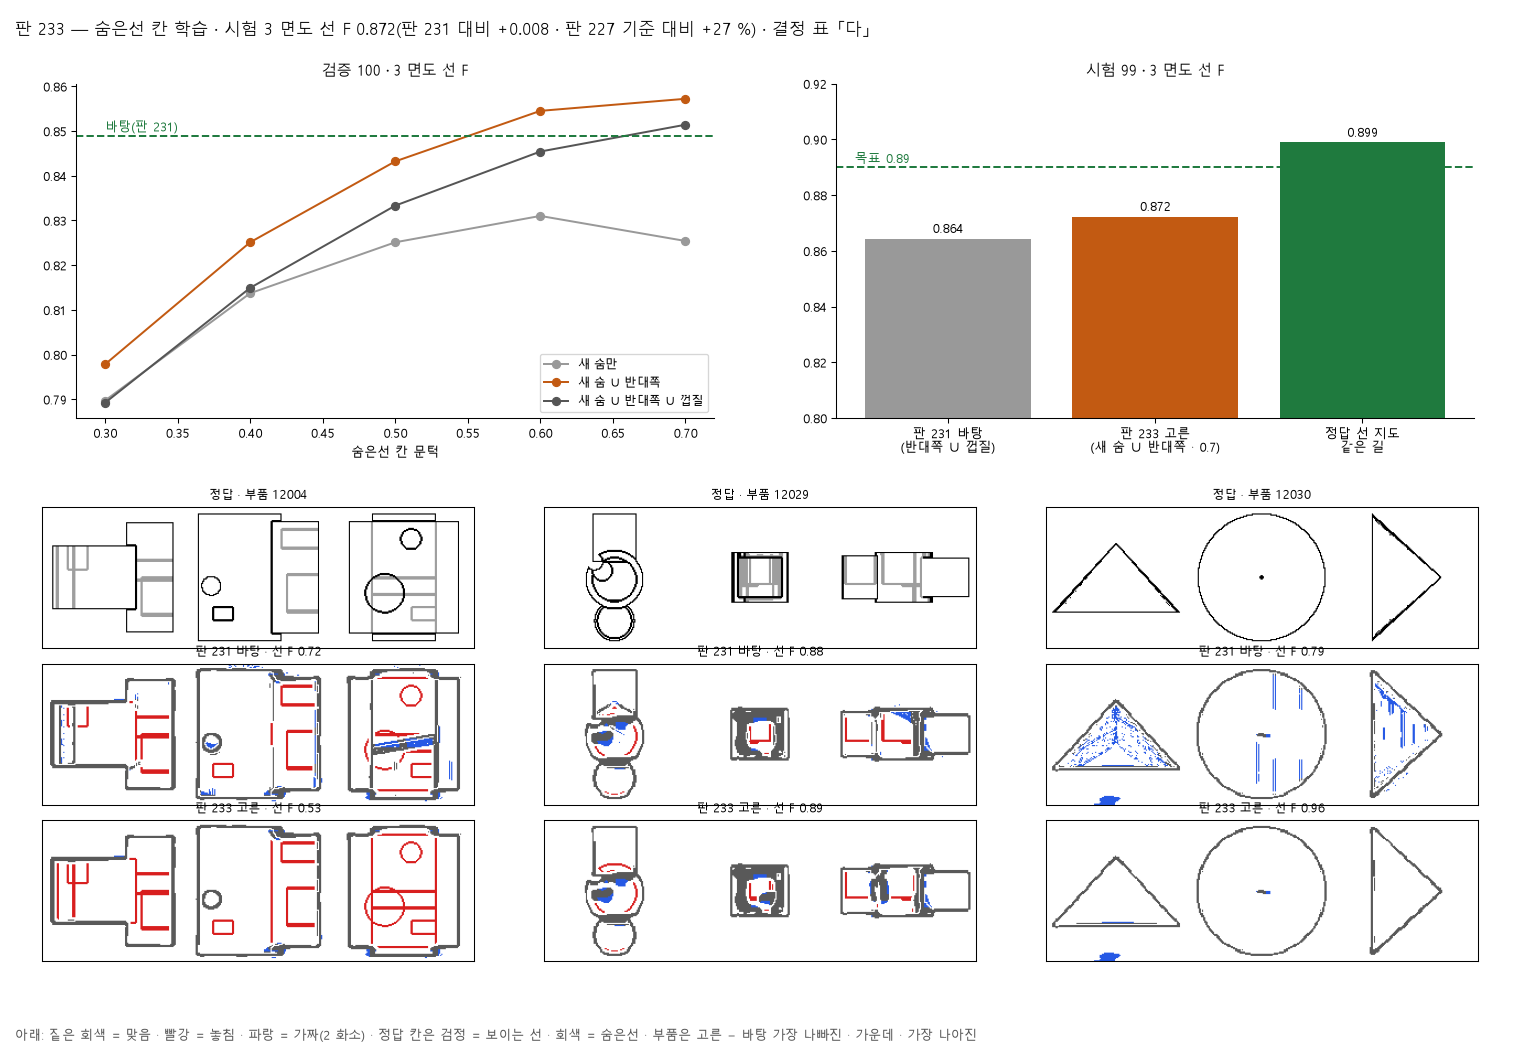 판 233 — 숨은선 칸 학습 · 시험 3 면도 선 F 0.872(판 231 대비 +0.008 · 판 227 기준 대비 +27 %) · 결정 표 「다」
검증 100 · 3 면도 선 F
0.86
0.85
0.84
0.83
0.82
0.81
0.80
0.79
바탕(판 231)
새 숨만
새 숨 ∪ 반대쪽
새 숨 ∪ 반대쪽 ∪ 껍질
0.30 0.35 0.40 0.45 0.50 0.55 0.60 0.65 0.70
숨은선 칸 문턱
시험 99 · 3 면도 선 F
0.92
0.90
0.88
0.86
0.84
0.82
0.80
목표 0.89
0.864
0.872
0.899
판 231 바탕
(반대쪽 ∪ 껍질)
판 233 고른
(새 숨 ∪ 반대쪽 · 0.7)
정답 선 지도
같은 길
정답 · 부품 12004
정답 · 부품 12029
정답 · 부품 12030
판 231 바탕 · 선 F 0.72
판 231 바탕 · 선 F 0.88
판 231 바탕 · 선 F 0.79
판 233 고른 · 선 F 0.53
판 233 고른 · 선 F 0.89
판 233 고른 · 선 F 0.96
아래: 짙은 회색 = 맞음 · 빨강 = 놓침 · 파랑 = 가짜(2 화소) · 정답 칸은 검정 = 보이는 선 · 회색 = 숨은선 · 부품은 고른 − 바탕 가장 나빠진 · 가운데 · 가장 나아진